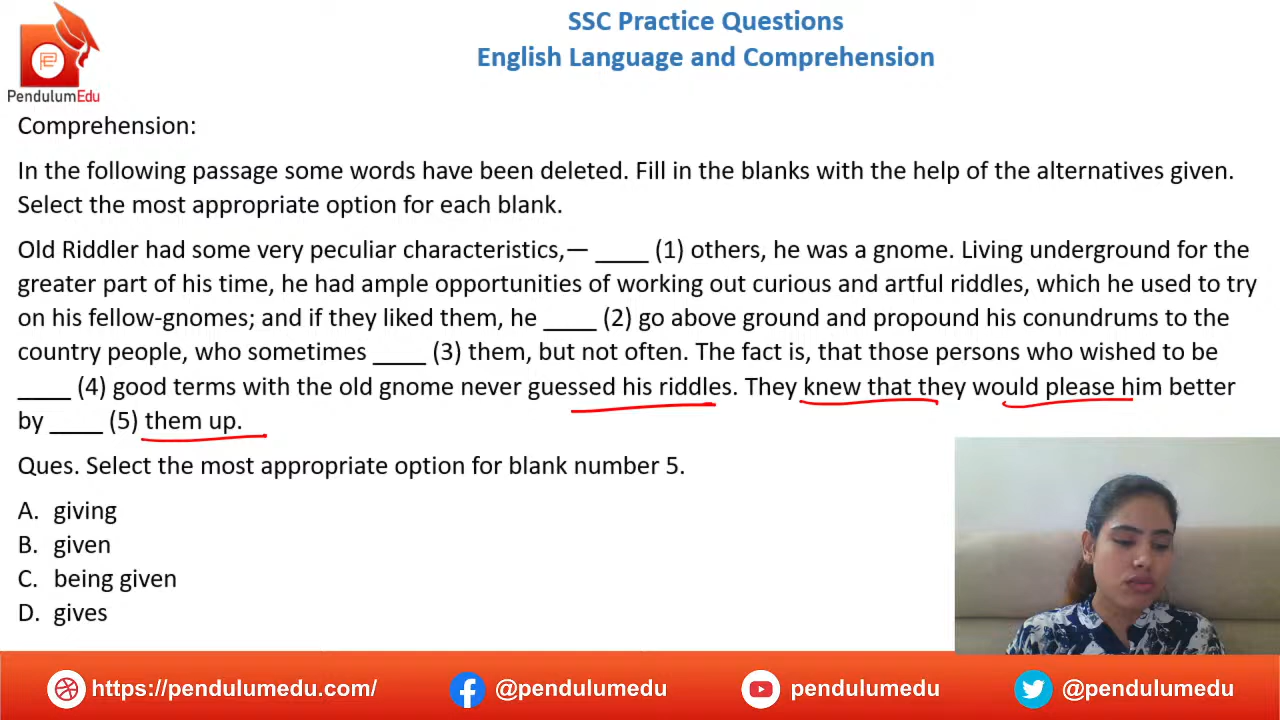 SSC Practice Questions
English Language and Comprehension
PendulumEdu
Comprehension:
In the following passage some words have been deleted. Fill in the blanks with the help of the alternatives given.
Select the most appropriate option for each blank.
Old Riddler had some very peculiar characteristics,— ____ (1) others, he was a gnome. Living underground for the
greater part of his time, he had ample opportunities of working out curious and artful riddles, which he used to try
on his fellow-gnomes; and if they liked them, he ____ (2) go above ground and propound his conundrums to the
country people, who sometimes ____ (3) them, but not often. The fact is, that those persons who wished to be
____ (4) good terms with the old gnome never guessed his riddles. They knew that they would please him better
by ____ (5) them up.
Ques. Select the most appropriate option for blank number 5.
A. giving
B. given
C. being given
D. gives
https://pendulumedu.com/ @pendulumedu pendulumedu @pendulumedu